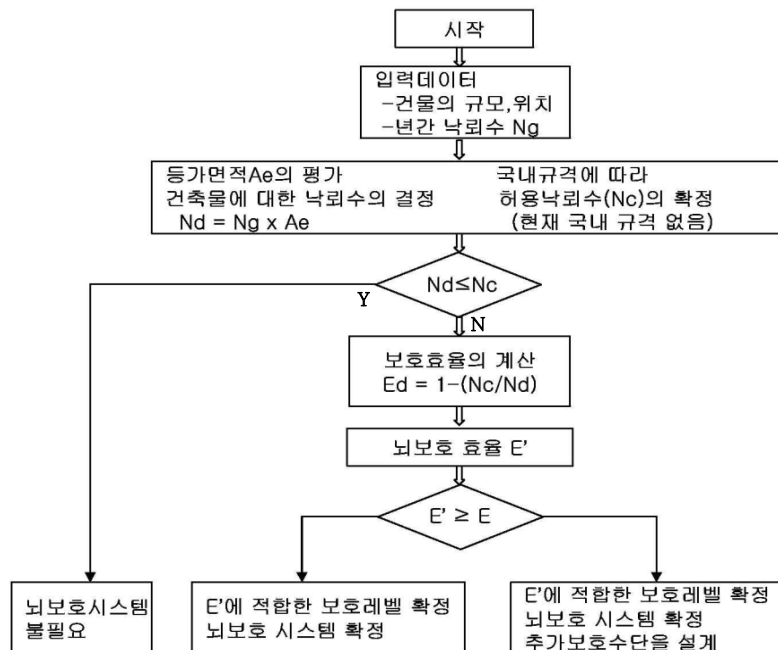 시작
입력데이터
-건물의 규모,위치
-년간 낙뢰수 Ng
등가면적Ae의 평가
건축물에 대한 낙뢰수의 결정
Nd = Ng x Ae
국내규격에 따라
허용낙뢰수(Nc)의 확정
(현재 국내 규격 없음)
Nd≤Nc
Y
N
보호효율의 계산
Ed = 1-(Nc/Nd)
뇌보호 효율 E'
E' ≥ E
뇌보호시스템
불필요
E'에 적합한 보호레벨 확정
뇌보호 시스템 확정
E'에 적합한 보호레벨 확정
뇌보호 시스템 확정
추가보호수단을 설계